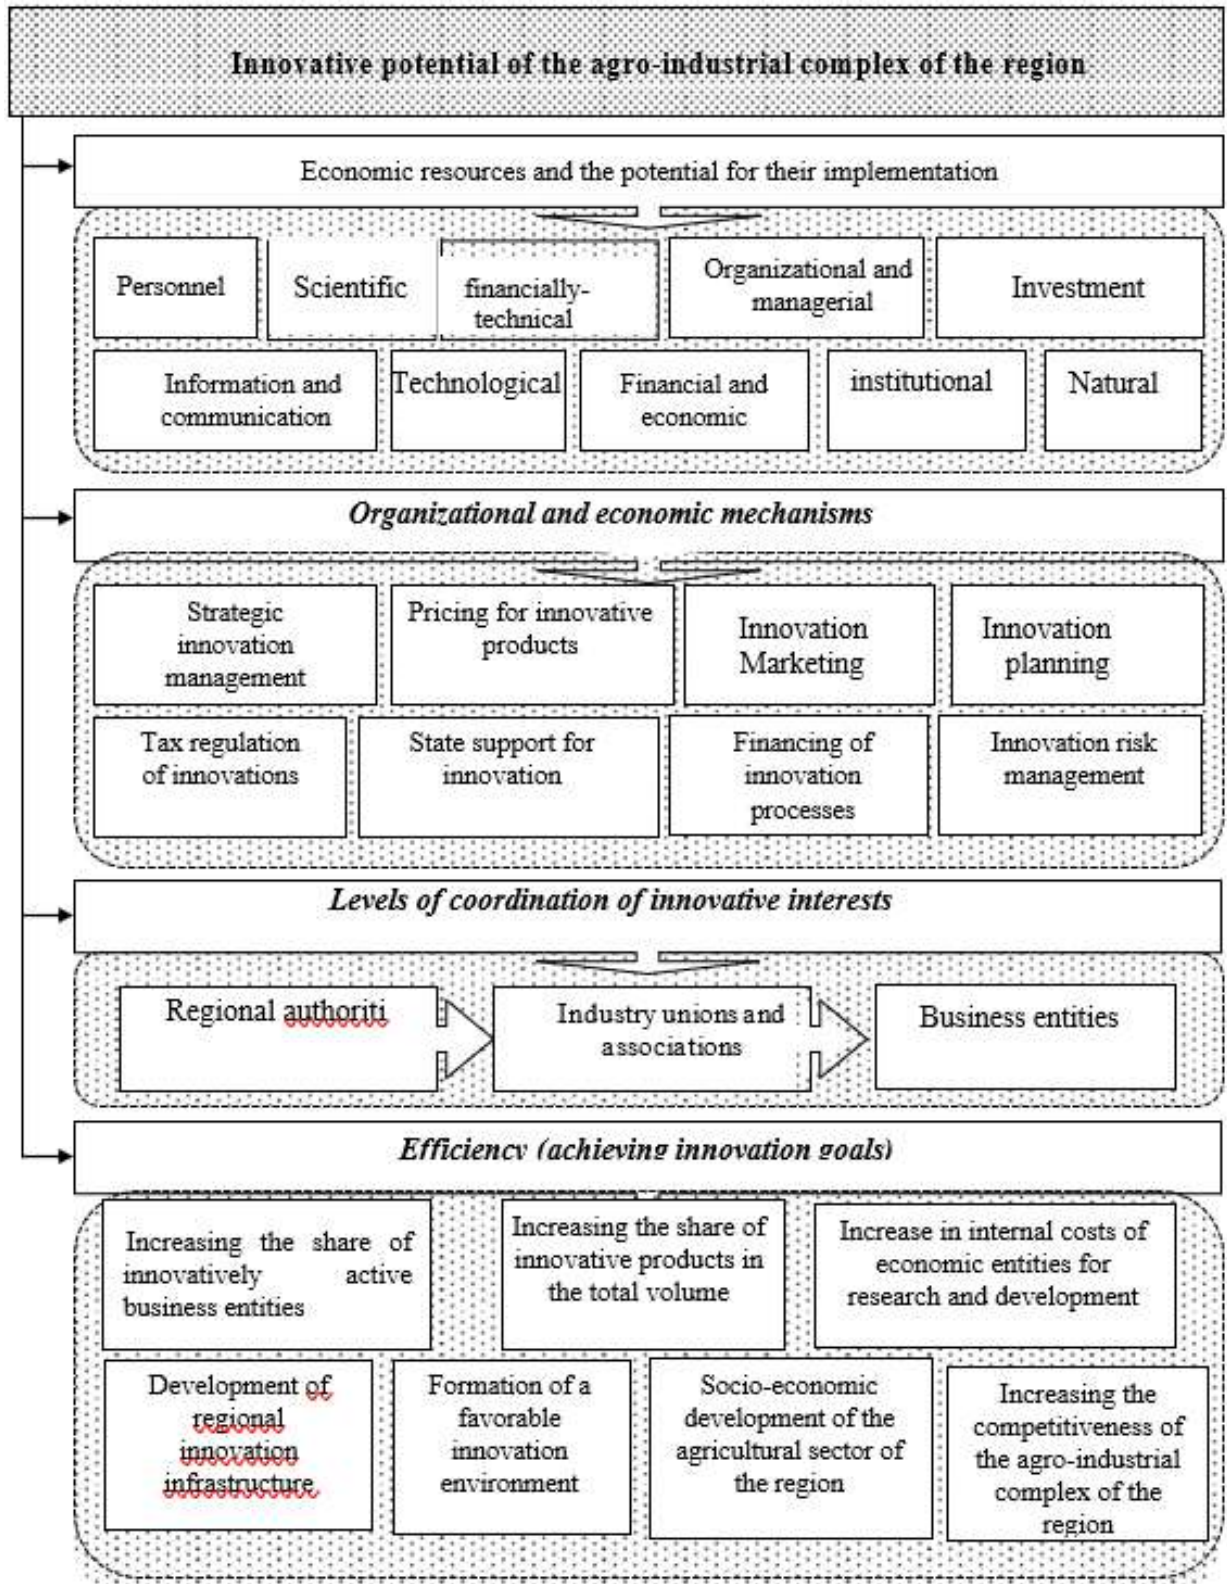 Innovative potential of the agro-industrial complex of the region
Economic resources and the potential for their implementation
Personnel
Scientific
financially-
technical
Organizational and
managerial
Investment
Information and
communication
Technological
Financial and
economic
institutional
Natural
Organizational and economic mechanisms
Strategic
innovation
management
Pricing for innovative
products
Innovation
Marketing
Innovation
planning
Tax regulation
of innovations
State support for
innovation
Financing of
innovation
processes
Innovation risk
management
Levels of coordination of innovative interests
Regional authoriti
Industry unions and
associations
Business entities
Efficiency (achieving innovation goals)
Increasing the share of
innovatively active
business entities
Increasing the share of
innovative products in
the total volume
Increase in internal costs of
economic entities for
research and development
Development of
regional
innovation
infrastructure
Formation of a
favorable
innovation
environment
Socio-economic
development of the
agricultural sector of
the region
Increasing the
competitiveness of
the agro-industrial
complex of the
region